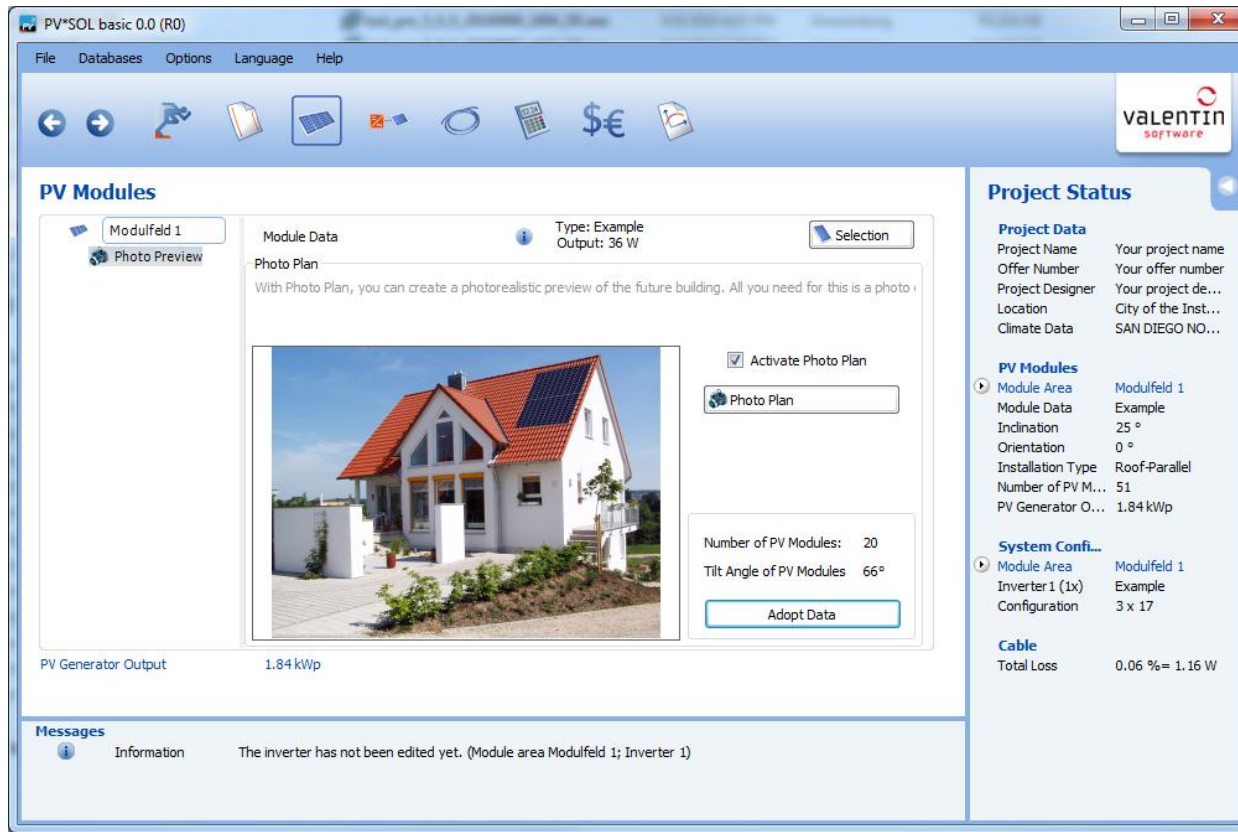 PV*SOL basic 0.0 (R0)
File Databases Options Language Help
$€
valentin
software
PV Modules
Modulfeld 1
Photo Preview
Module Data
Type: Example
Output: 36 W
Selection
Photo Plan
With Photo Plan, you can create a photorealistic preview of the future building. All you need for this is a photo
Activate Photo Plan
Photo Plan
Number of PV Modules: 20
Tilt Angle of PV Modules 66°
Adopt Data
PV Generator Output 1.84 kWp
Project Status
Project Data
Project Name Your project name
Offer Number Your offer number
Project Designer Your project de...
Location City of the Inst...
Climate Data SAN DIEGO NO...
PV Modules
Module Area Modulfeld 1
Module Data Example
Inclination 25 °
Orientation 0 °
Installation Type Roof-Parallel
Number of PV M... 51
PV Generator O... 1.84 kWp
System Confi...
Module Area Modulfeld 1
Inverter1 (1x) Example
Configuration 3 x 17
Cable
Total Loss 0.06 %= 1.16 W
Messages
Information The inverter has not been edited yet. (Module area Modulfeld 1; Inverter 1)